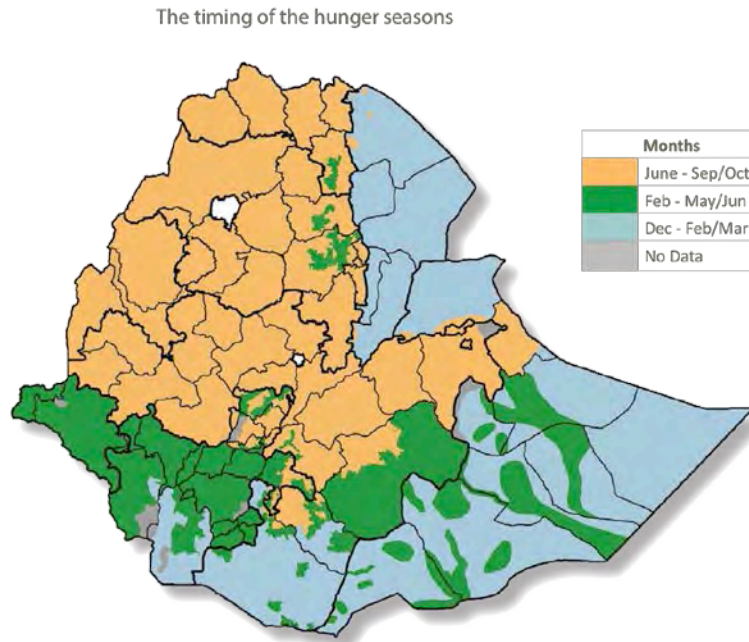 The timing of the hunger seasons
Months
June - Sep/Oct
Feb - May/Jun
Dec - Feb/Mar
No Data